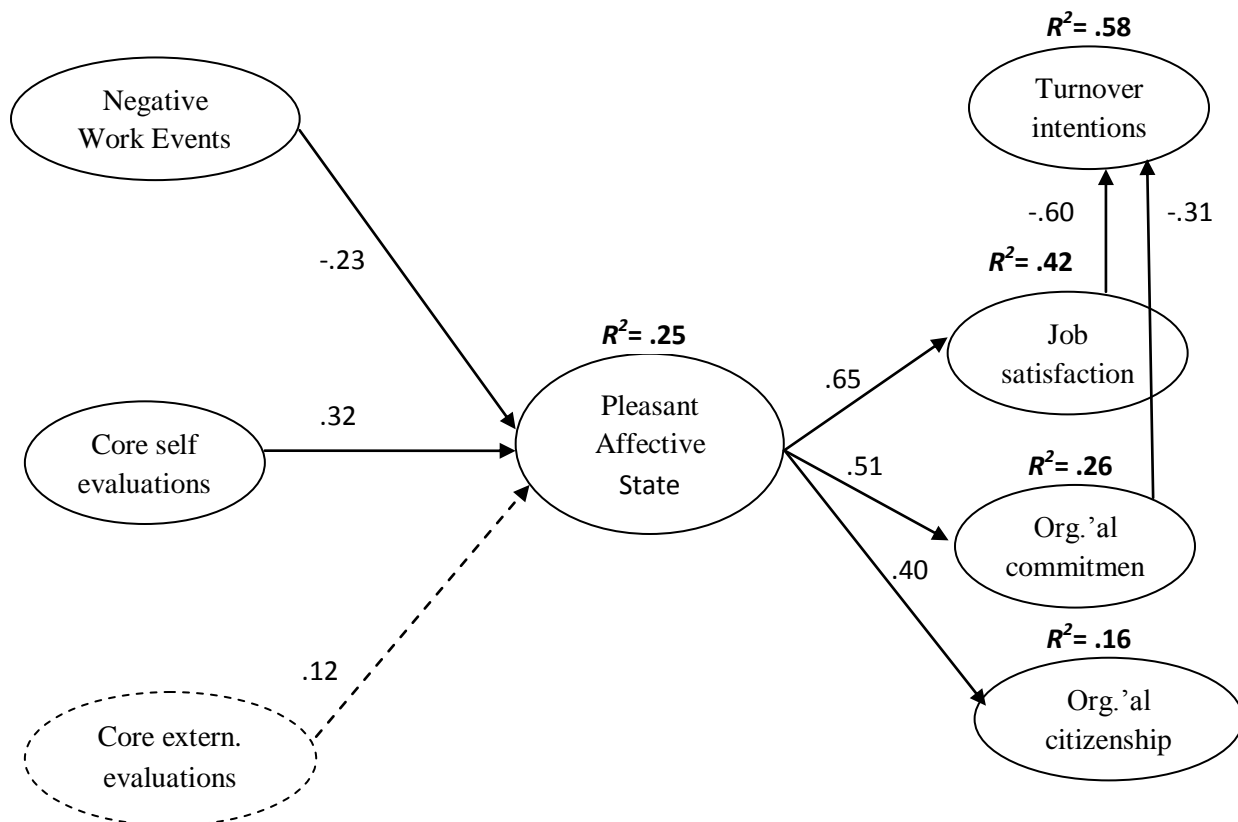 R²= .58
Turnover
intentions
Negative
Work Events
-.60
-.31
-.23
R²= .42
Job
satisfaction
R²= .25
Pleasant
Affective
State
.65
.32
Core self
evaluations
.51
R²= .26
Org.'al
commitmen
.40
R²= .16
Org.'al
citizenship
.12
Core extern.
evaluations